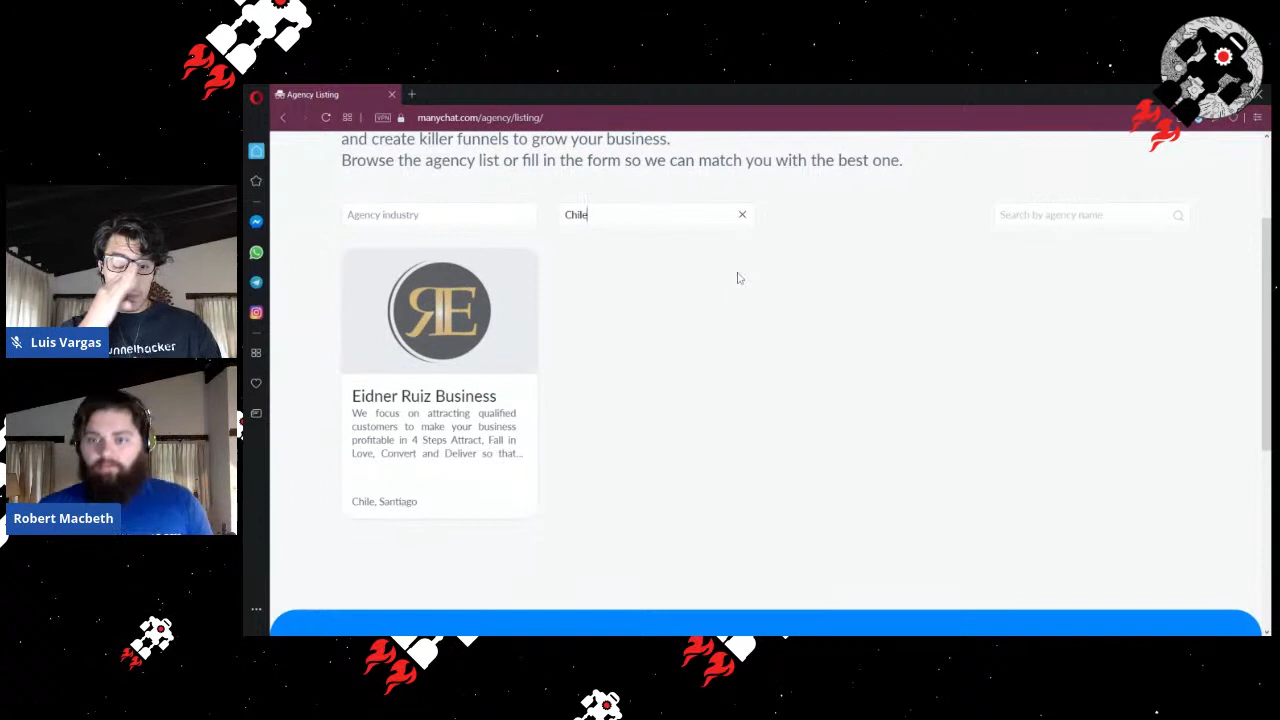 Agency Listing
VPN
manychat.com/agency/listing/
and create killer funnels to grow your business.
Browse the agency list or fill in the form so we can match you with the best one.
Agency industry
Chile
Search by agency name
RE
Eidner Ruiz Business
We focus on attracting qualified
customers to make your business
profitable in 4 Steps Attract, Fall in
Love, Convert and Deliver so that...
Chile, Santiago
unnelhacker
Luis Vargas
Robert Macbeth